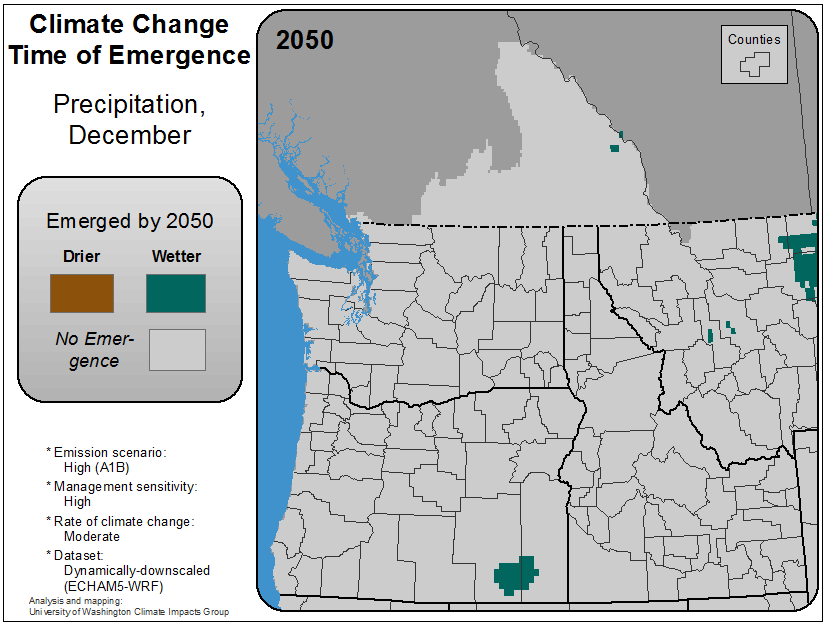 Climate Change
Time of Emergence
Precipitation,
December
Emerged by 2050
Drier
Wetter
No Emer-
gence
* Emission scenario:
High (A1B)
* Management sensitivity:
High
* Rate of climate change:
Moderate
* Dataset:
Dynamically-downscaled
(ECHAM5-WRF)
Analysis and mapping:
University of Washington Climate Impacts Group
2050
Counties